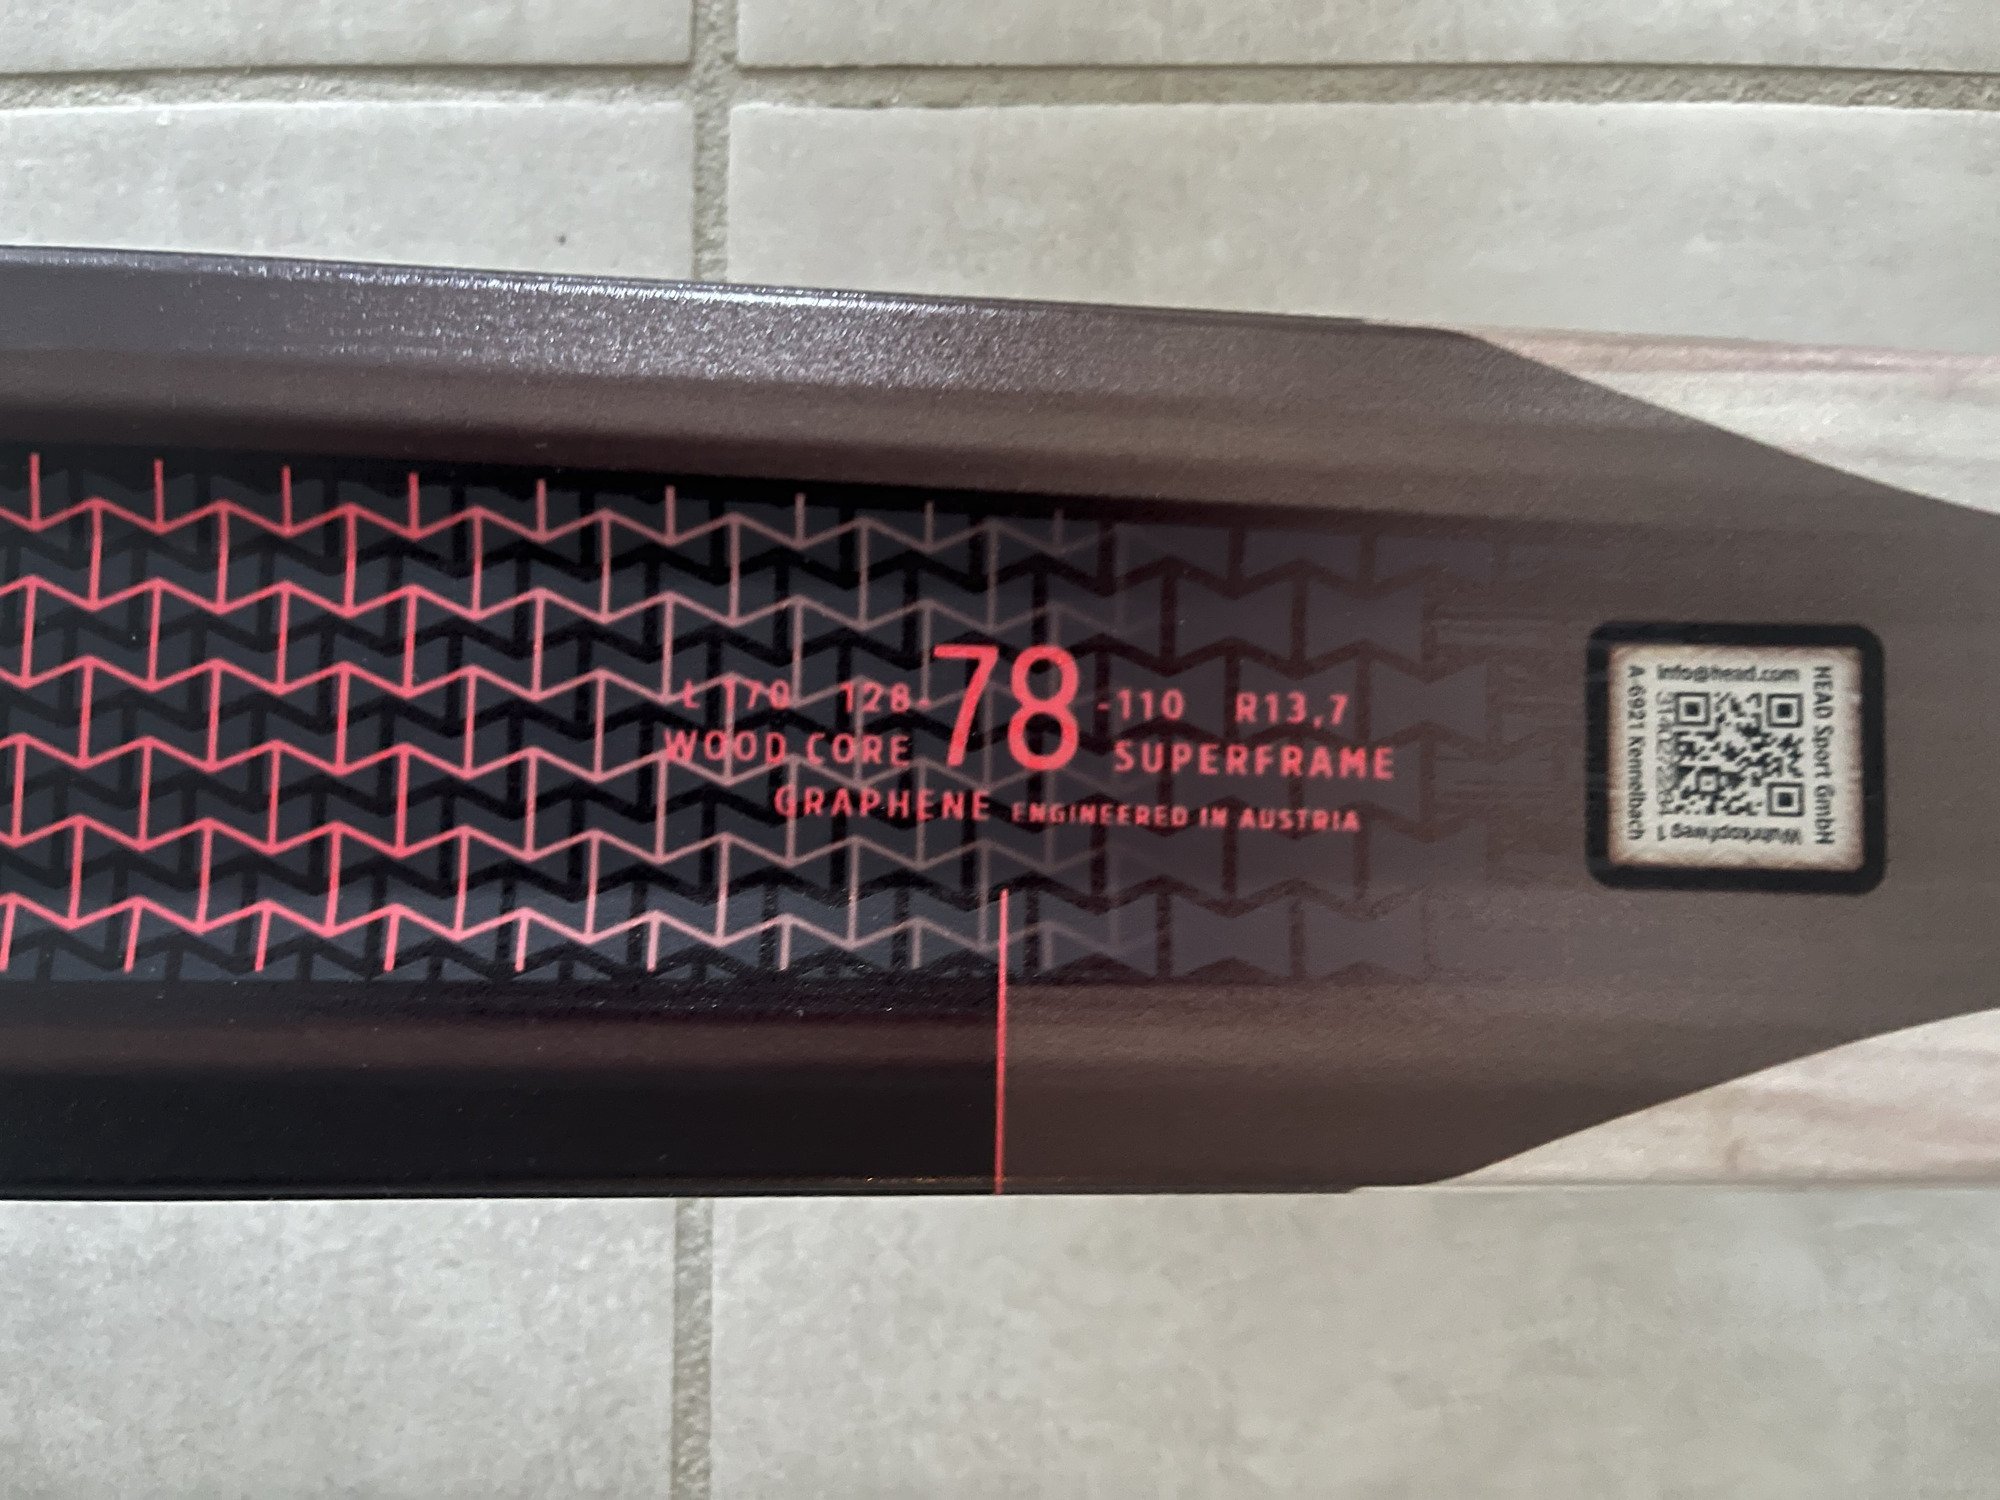 L 170 128-78-110 R13,7
WOOD CORE SUPERFRAME
GRAPHENE ENGINEERED IN AUSTRIA
HEAD Sport GmbH
Wuhrkopfweg 1
A 6921 Kennelbach
info@head.com